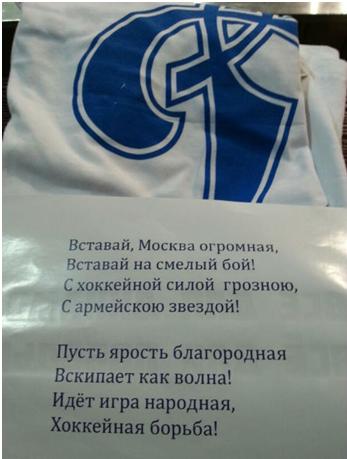 Вставай, Москва огромная,
Вставай на смелый бой!
С хоккейной силой грозною,
С армейскою звездой!
Пусть ярость благородная
Вскипает как волна!
Идёт игра народная,
Хоккейная борьба!